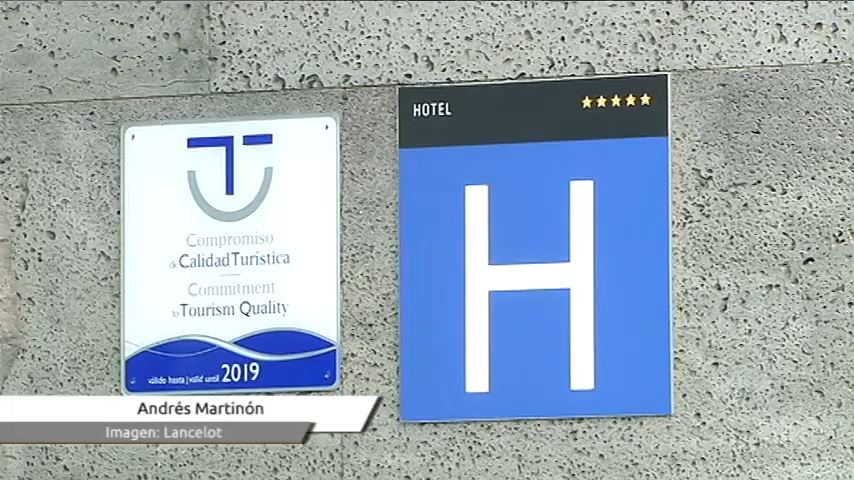 HOTEL
Compromiso
de Calidad Turística
Commitment
to Tourism Quality
válido hasta | valid until 2019
H
Andrés Martinón
Imagen: Lancelot